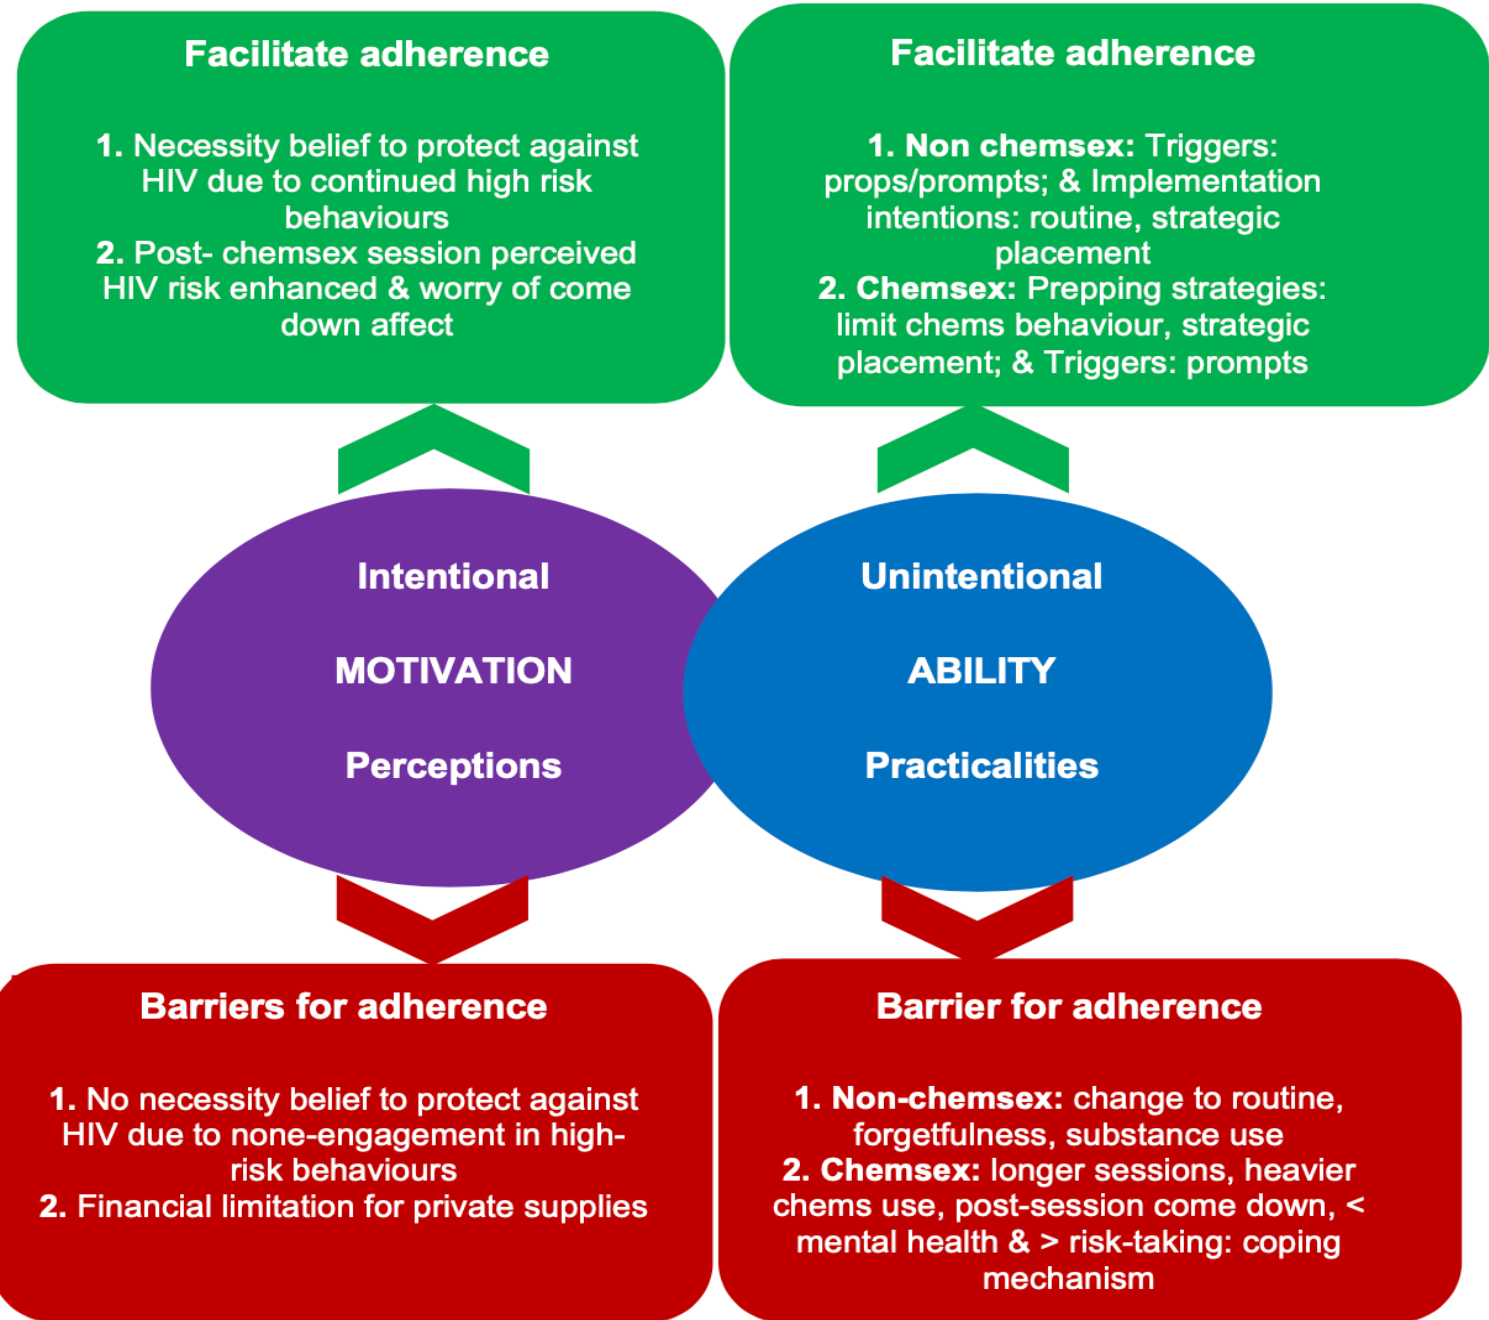 Facilitate adherence
1. Necessity belief to protect against
HIV due to continued high risk
behaviours
2. Post- chemsex session perceived
HIV risk enhanced & worry of come
down affect
Facilitate adherence
1. Non chemsex: Triggers:
props/prompts; & Implementation
intentions: routine, strategic
placement
2. Chemsex: Prepping strategies:
limit chems behaviour, strategic
placement; & Triggers: prompts
Intentional
MOTIVATION
Perceptions
Unintentional
ABILITY
Practicalities
Barriers for adherence
1. No necessity belief to protect against
HIV due to none-engagement in high-
risk behaviours
2. Financial limitation for private supplies
Barrier for adherence
1. Non-chemsex: change to routine,
forgetfulness, substance use
2. Chemsex: longer sessions, heavier
chems use, post-session come down, <
mental health & > risk-taking: coping
mechanism